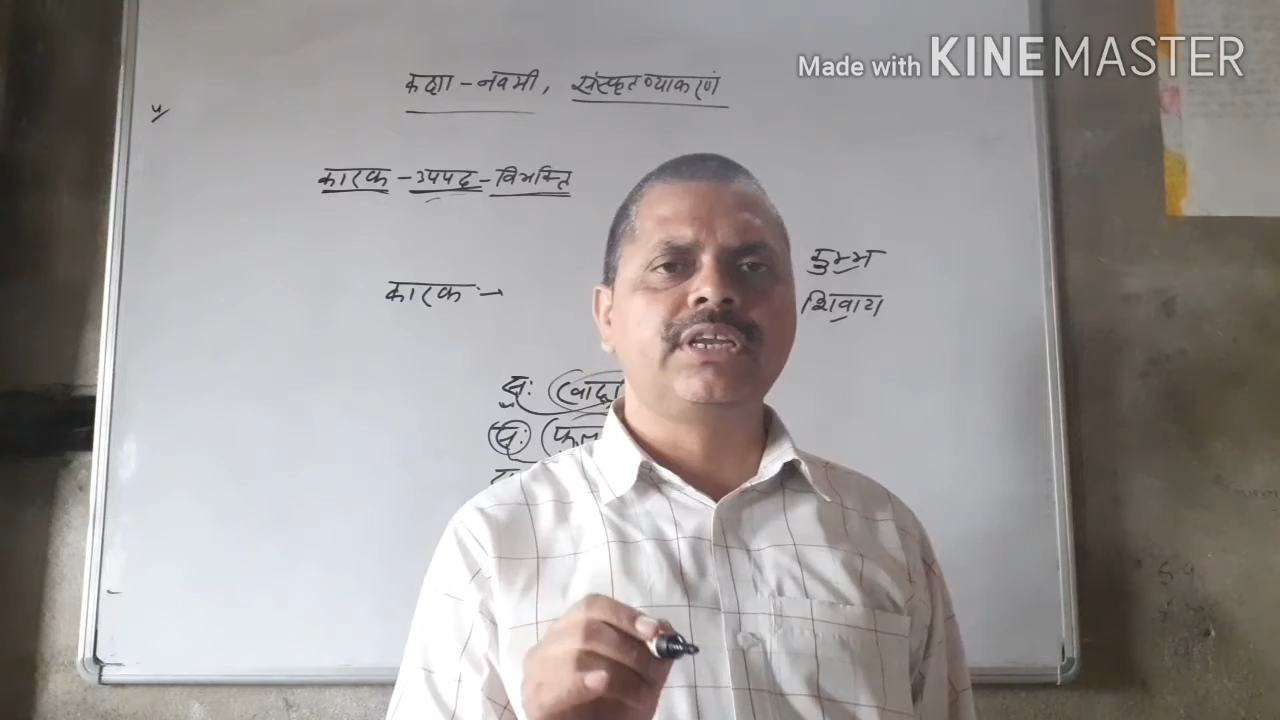 Made with KINEMASTER
कक्षा - नवमी, संस्कृत व्याकरणं
कारक - उपपद - विभक्ति
कुम्भ
कारक :→
शिवाय
सः
सः